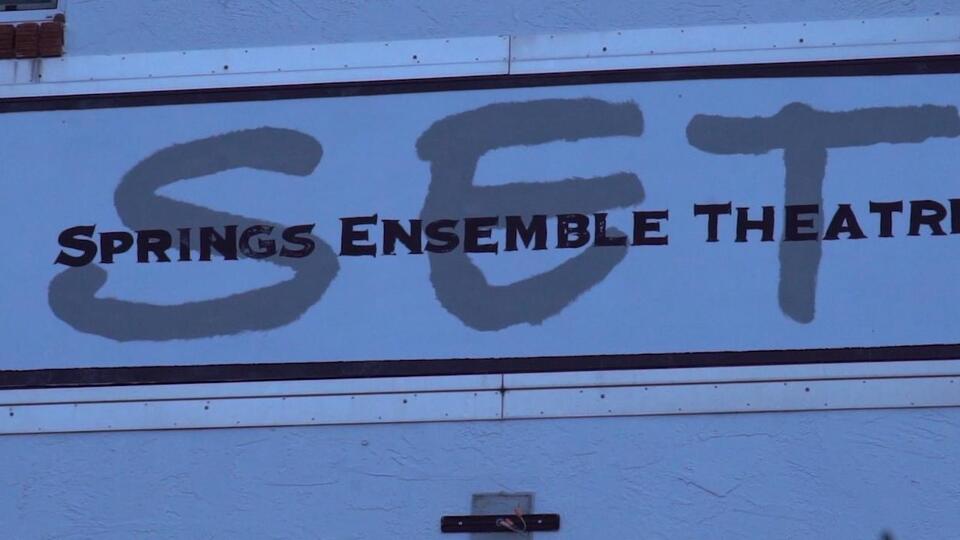 SET
SPRINGS ENSEMBLE THEATRE